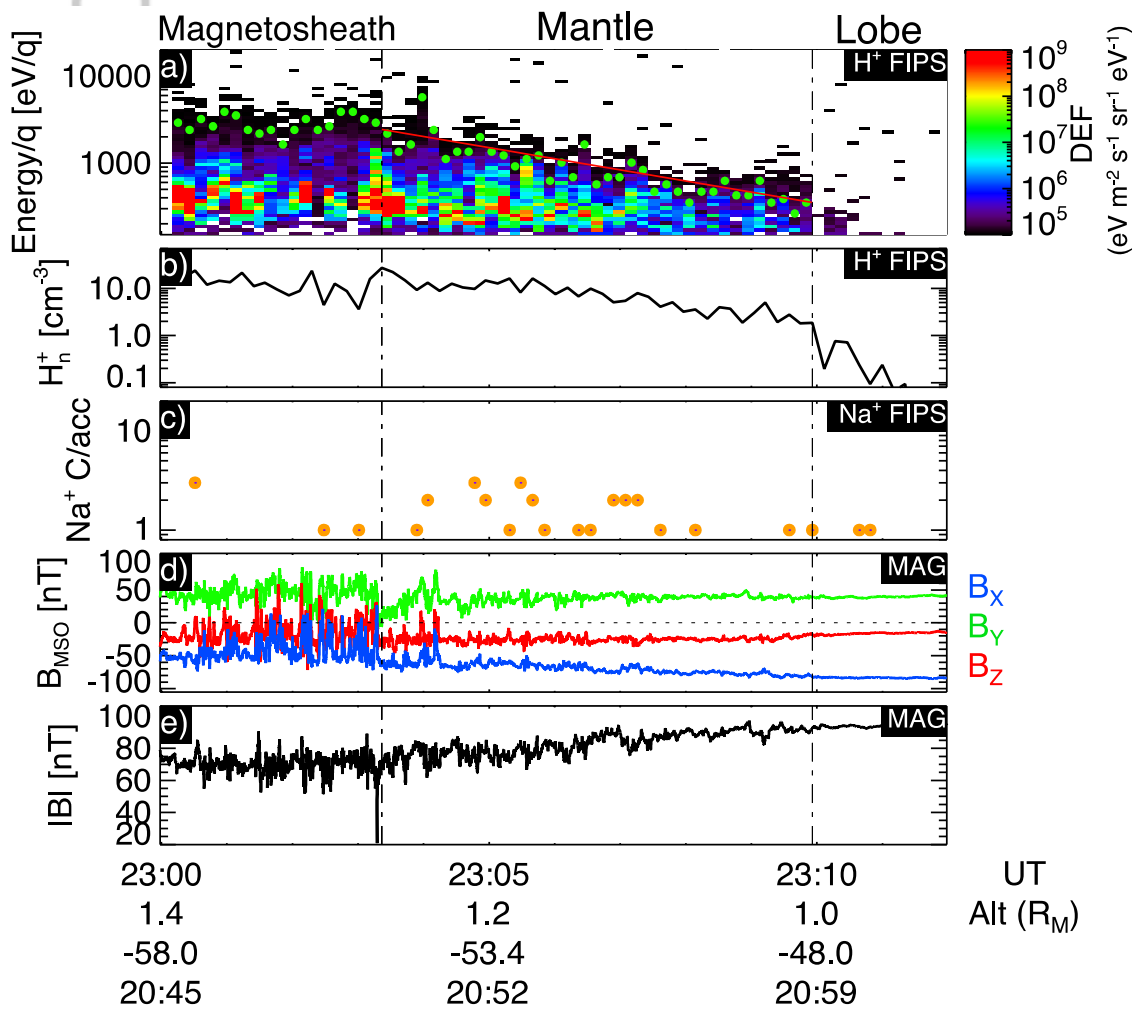 Magnetosheath Mantle Lobe
a) H⁺ FIPS
Energy/q [eV/q]
10000
1000
10⁹
10⁸
10⁷
10⁶
10⁵
DEF
(eV m⁻² s⁻¹ sr⁻¹ eV⁻¹)
b) H⁺ FIPS
H⁺ₙ [cm⁻³]
10.0
1.0
0.1
c) Na⁺ FIPS
Na⁺ C/acc
10
1
d) MAG
B_MSO [nT]
100
50
0
-50
-100
B_X
B_Y
B_Z
e) MAG
|B| [nT]
100
80
60
40
20
23:00 23:05 23:10 UT
1.4 1.2 1.0 Alt (R_M)
-58.0 -53.4 -48.0
20:45 20:52 20:59